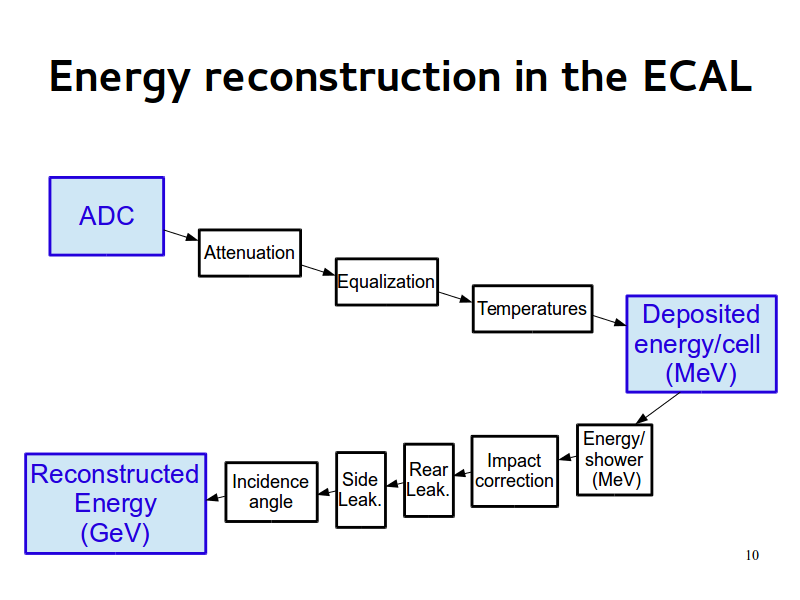 Energy reconstruction in the ECAL
ADC
Attenuation
Equalization
Temperatures
Deposited
energy/cell
(MeV)
Energy/
shower
(MeV)
Impact
correction
Rear
Leak.
Side
Leak.
Incidence
angle
Reconstructed
Energy
(GeV)
10